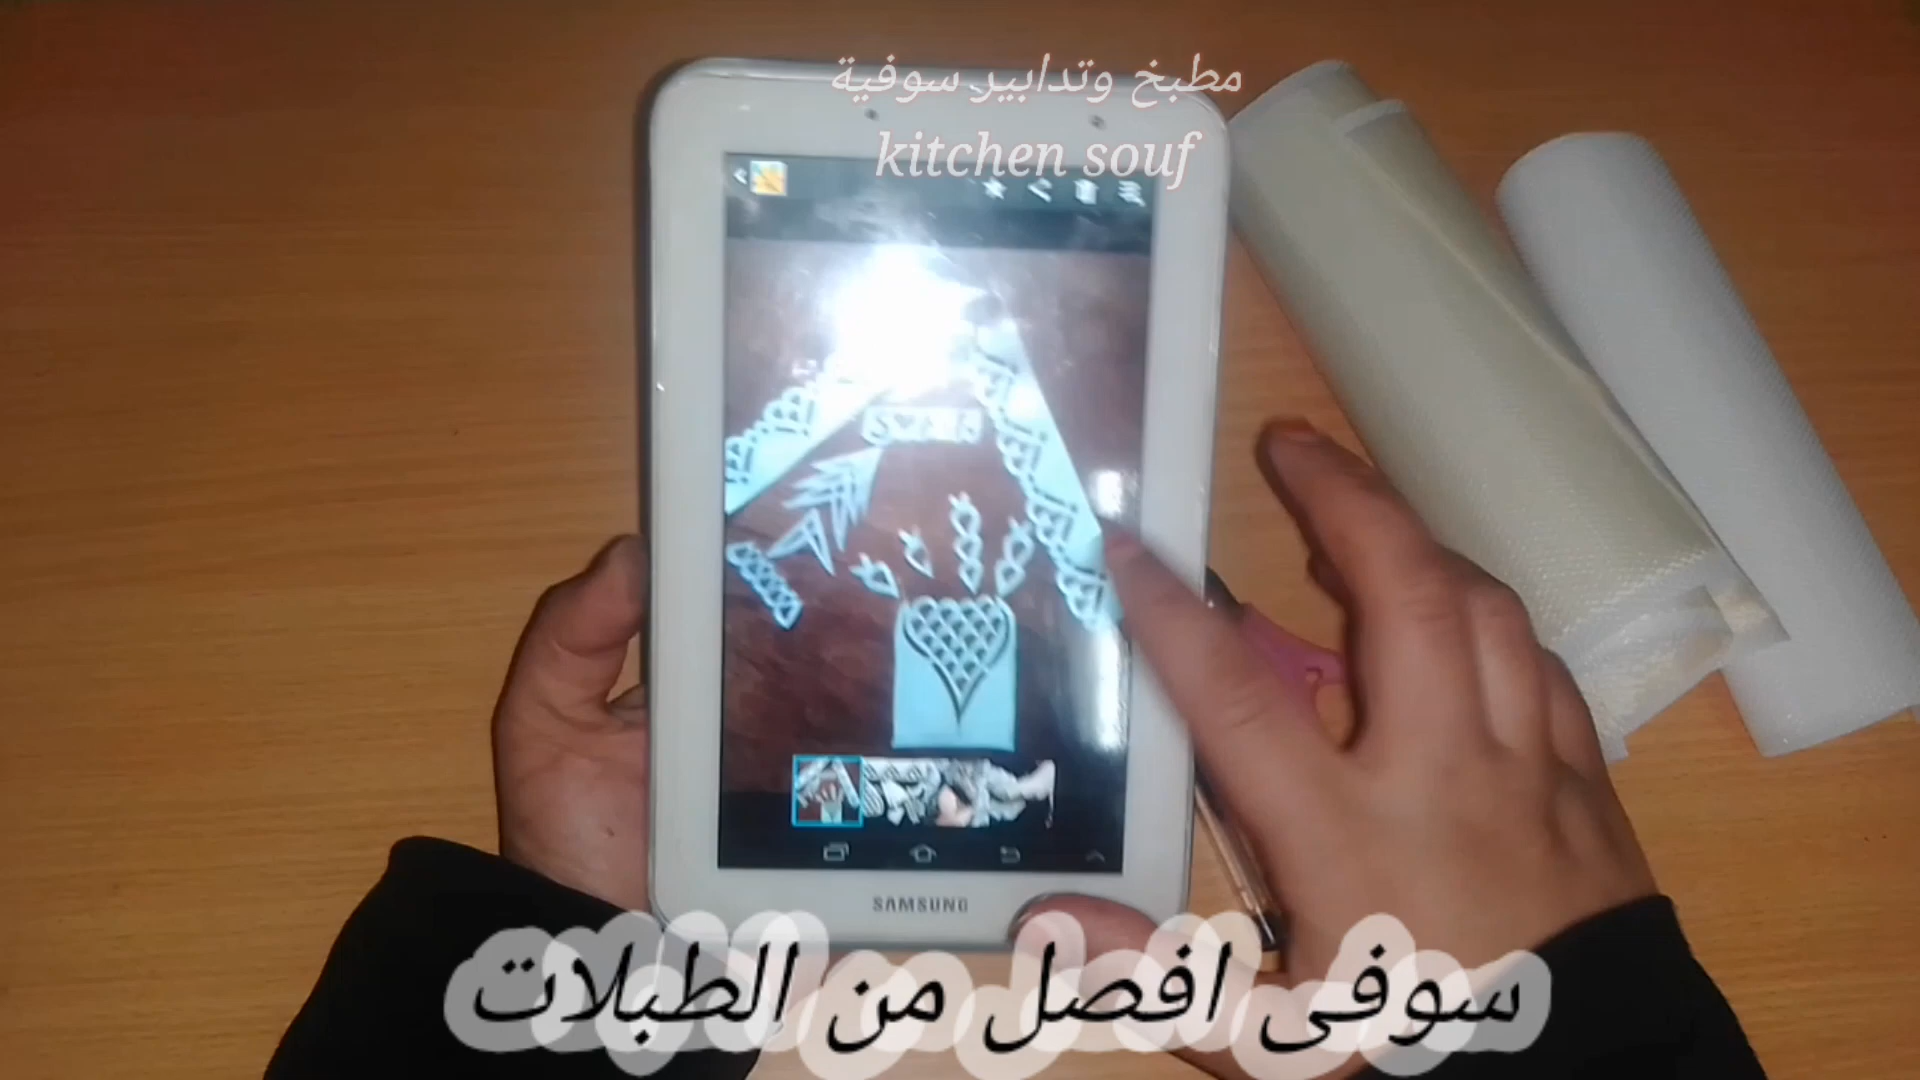 مطبخ وتدابير سوفية
kitchen souf
SAMSUNG
سوفى افصل من الطبلات